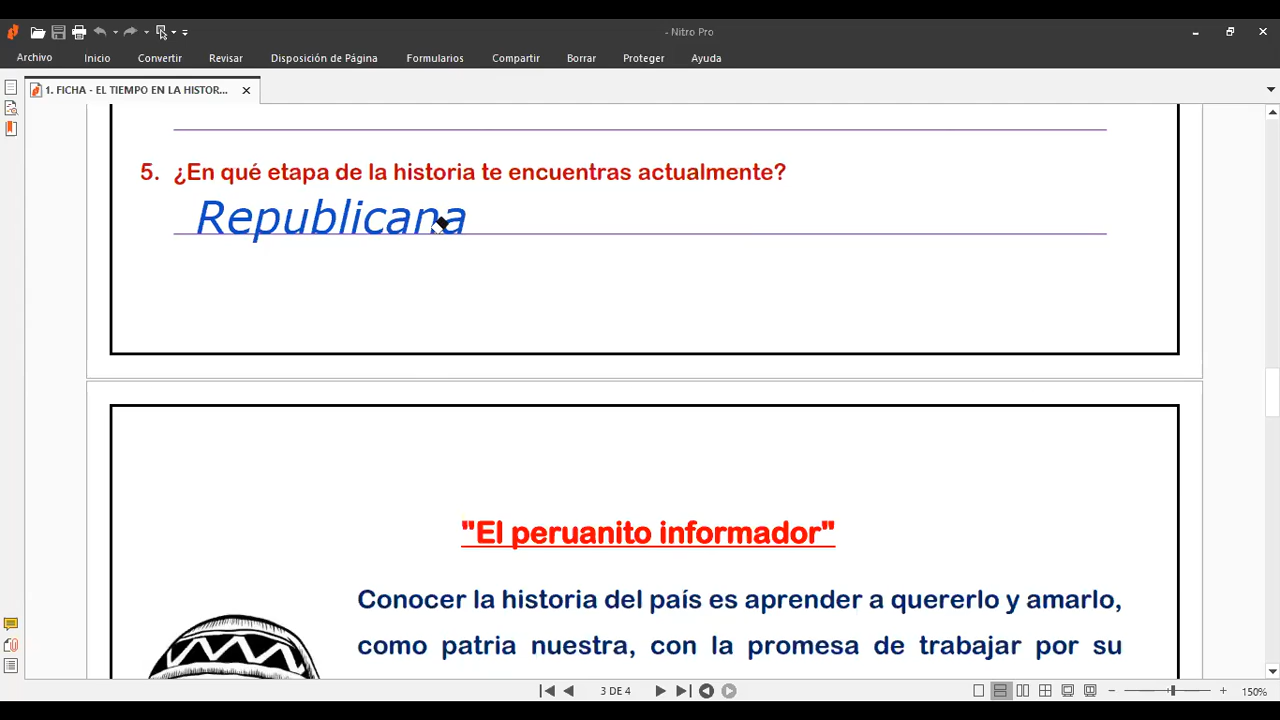 - Nitro Pro
Archivo Inicio Convertir Revisar Disposición de Página Formularios Compartir Borrar Proteger Ayuda
1. FICHA - EL TIEMPO EN LA HISTOR...
5. ¿En qué etapa de la historia te encuentras actualmente?
Republicana
"El peruanito informador"
Conocer la historia del país es aprender a quererlo y amarlo,
como patria nuestra, con la promesa de trabajar por su
3 DE 4
150%